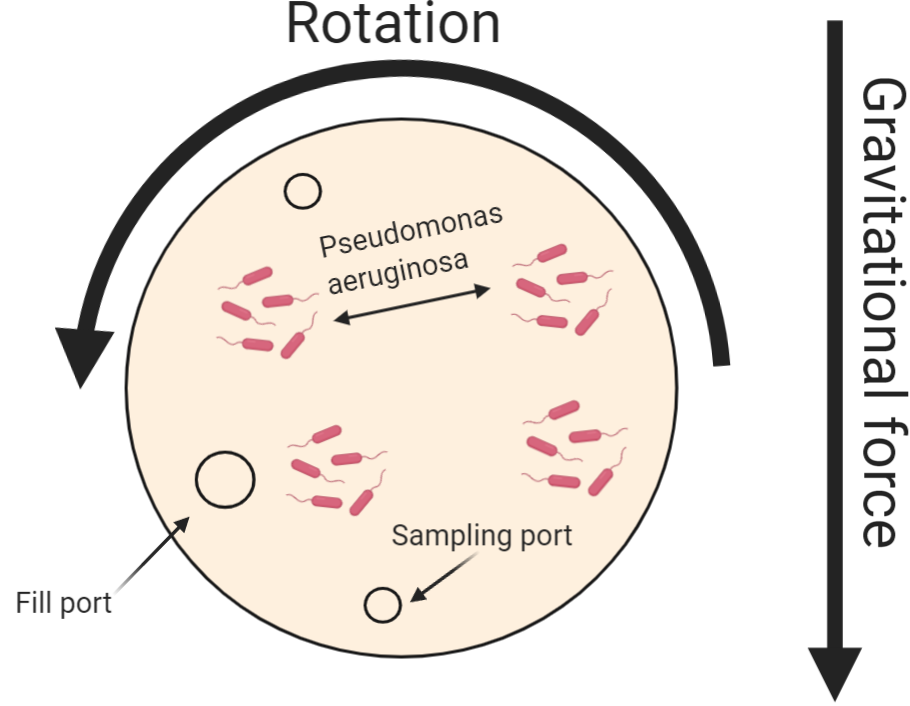 Rotation
Gravitational force
Pseudomonas
aeruginosa
Sampling port
Fill port